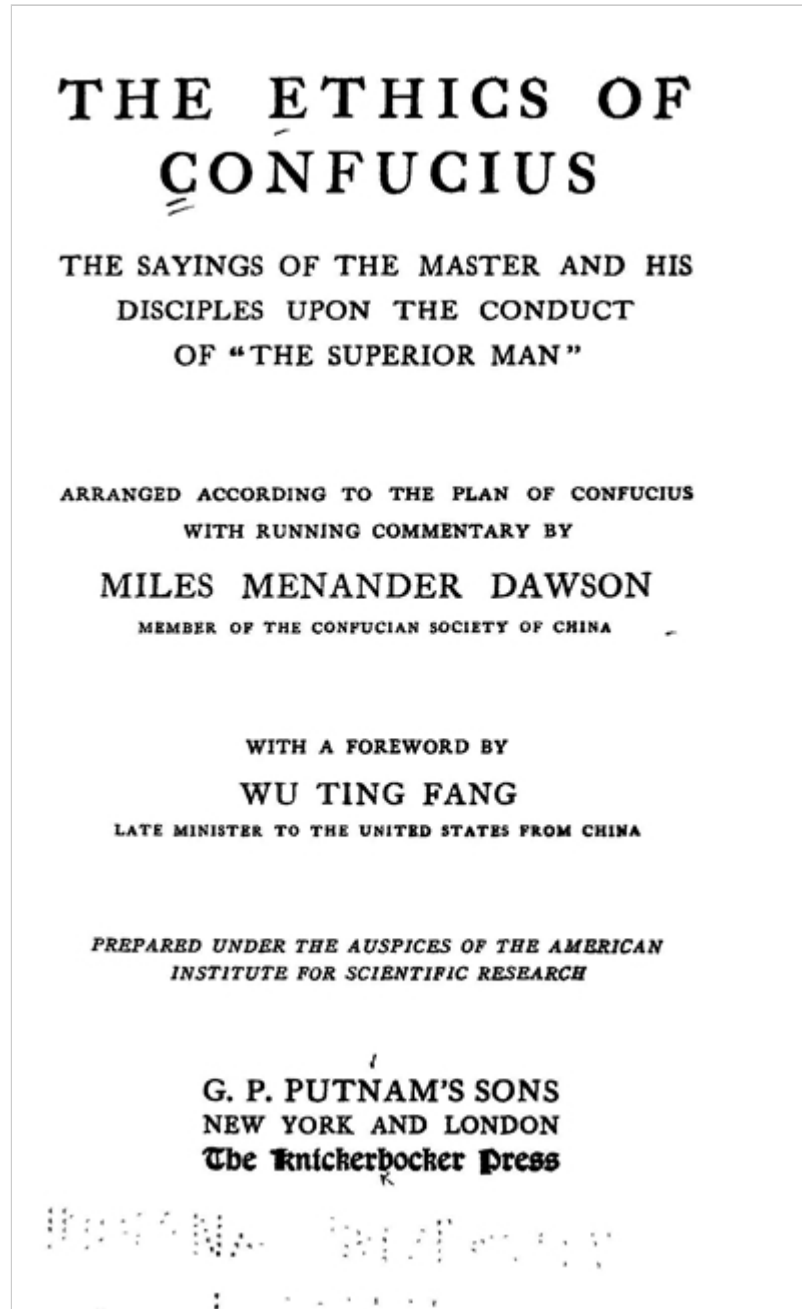 THE ETHICS OF
CONFUCIUS
THE SAYINGS OF THE MASTER AND HIS
DISCIPLES UPON THE CONDUCT
OF “THE SUPERIOR MAN”
ARRANGED ACCORDING TO THE PLAN OF CONFUCIUS
WITH RUNNING COMMENTARY BY
MILES MENANDER DAWSON
MEMBER OF THE CONFUCIAN SOCIETY OF CHINA
WITH A FOREWORD BY
WU TING FANG
LATE MINISTER TO THE UNITED STATES FROM CHINA
PREPARED UNDER THE AUSPICES OF THE AMERICAN
INSTITUTE FOR SCIENTIFIC RESEARCH
G. P. PUTNAM'S SONS
NEW YORK AND LONDON
The Knickerbocker Press